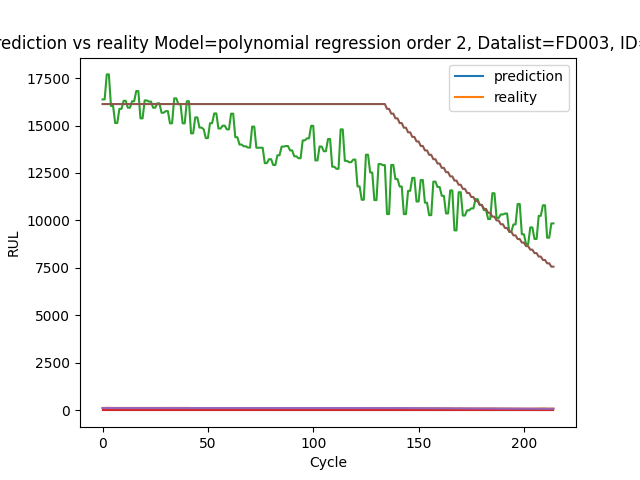 rediction vs reality Model=polynomial regression order 2, Datalist=FD003, ID=
17500
15000
12500
10000
7500
5000
2500
0
RUL
prediction
reality
0 50 100 150 200
Cycle